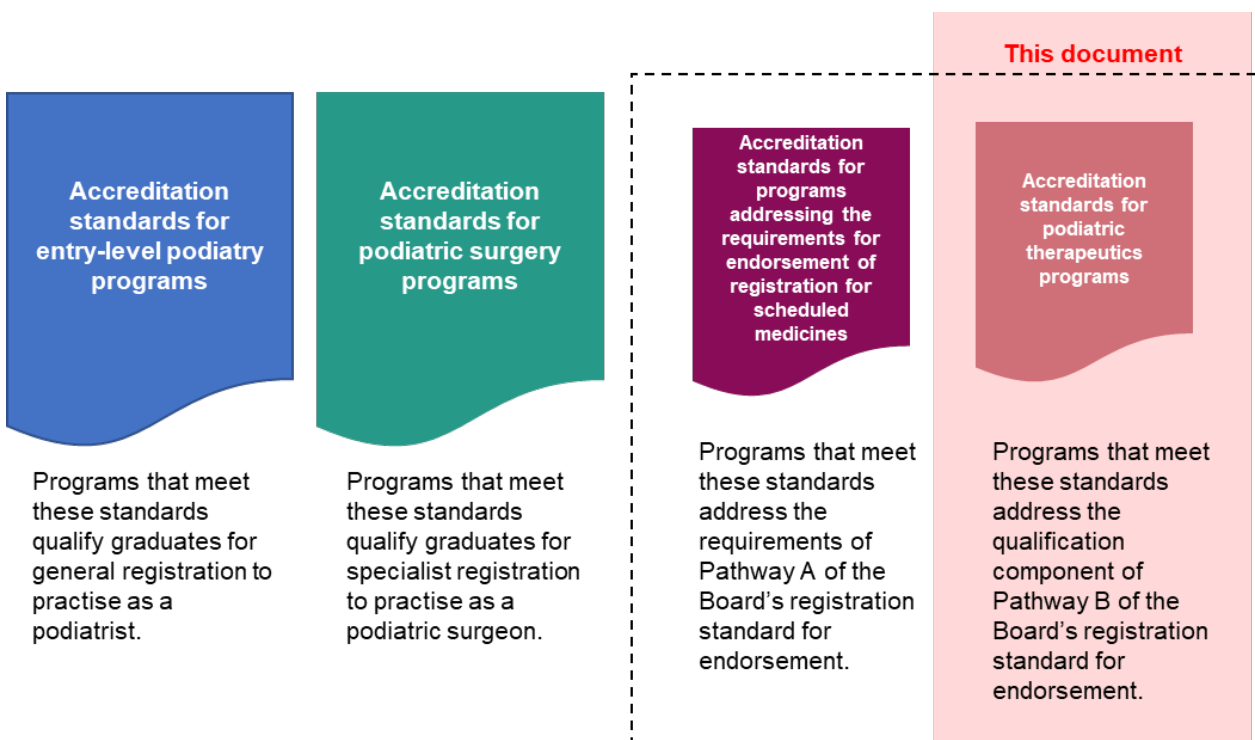 This document
Accreditation
standards for
entry-level podiatry
programs
Accreditation
standards for
podiatric surgery
programs
Accreditation
standards for
programs
addressing the
requirements for
endorsement of
registration for
scheduled
medicines
Accreditation
standards for
podiatric
therapeutics
programs
Programs that meet
these standards
qualify graduates for
general registration to
practise as a
podiatrist.
Programs that meet
these standards
qualify graduates for
specialist registration
to practise as a
podiatric surgeon.
Programs that meet
these standards
address the
requirements of
Pathway A of the
Board’s registration
standard for
endorsement.
Programs that meet
these standards
address the
qualification
component of
Pathway B of the
Board’s registration
standard for
endorsement.